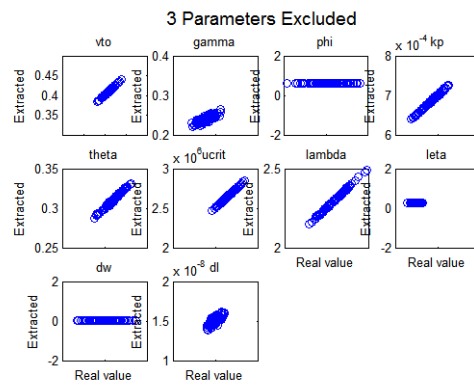 3 Parameters Excluded
vto
gamma
phi
x 10⁻⁴ kp
Extracted
0.45
0.4
0.35
Extracted
0.4
0.3
0.2
Extracted
2
0
-2
Extracted
8
7
6
theta
x 10⁶ ucrit
lambda
leta
Extracted
0.35
0.3
0.25
Extracted
3
2.5
2
Extracted
2.5
2
Extracted
2
0
-2
Real value
Real value
dw
x 10⁻⁸ dl
Extracted
2
0
-2
Extracted
2
1.5
1
Real value
Real value